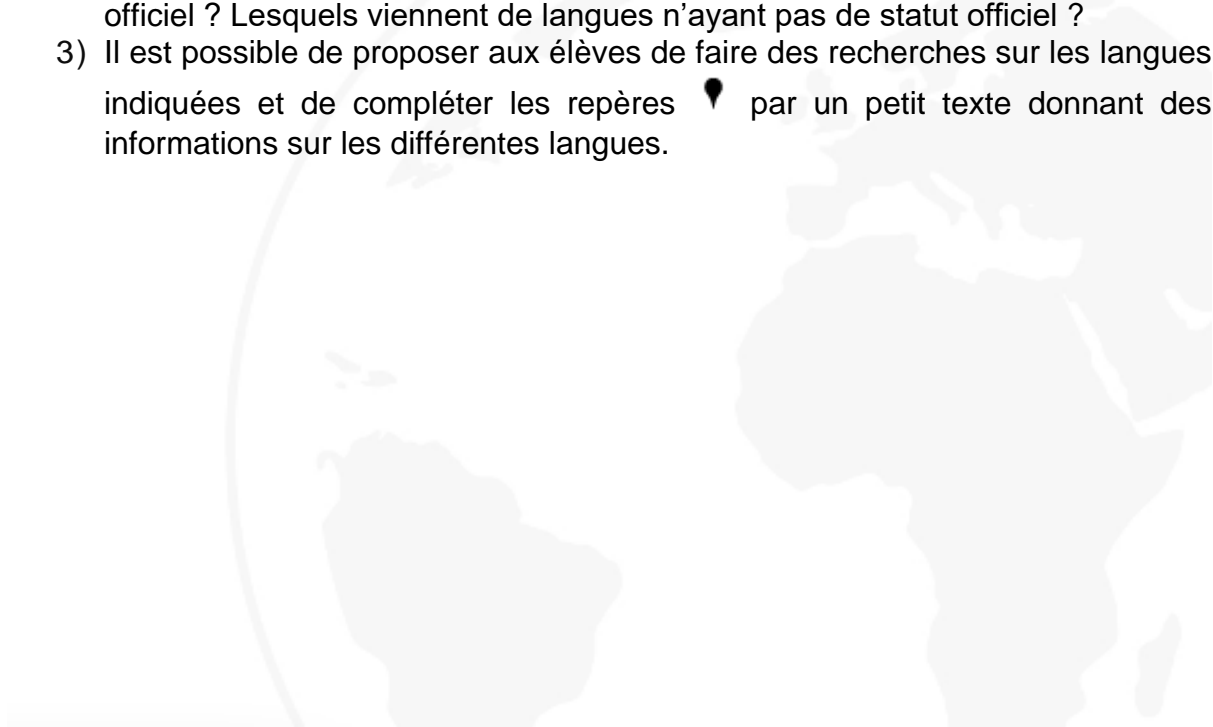 officiel ? Lesquels viennent de langues n’ayant pas de statut officiel ?
3) Il est possible de proposer aux élèves de faire des recherches sur les langues
indiquées et de compléter les repères par un petit texte donnant des
informations sur les différentes langues.